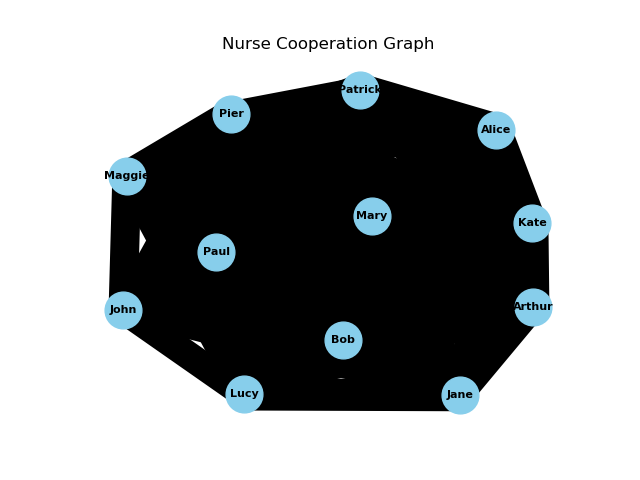 Nurse Cooperation Graph
Patrick
Pier
Alice
Maggie
Mary
Kate
Paul
Arthur
John
Bob
Lucy
Jane